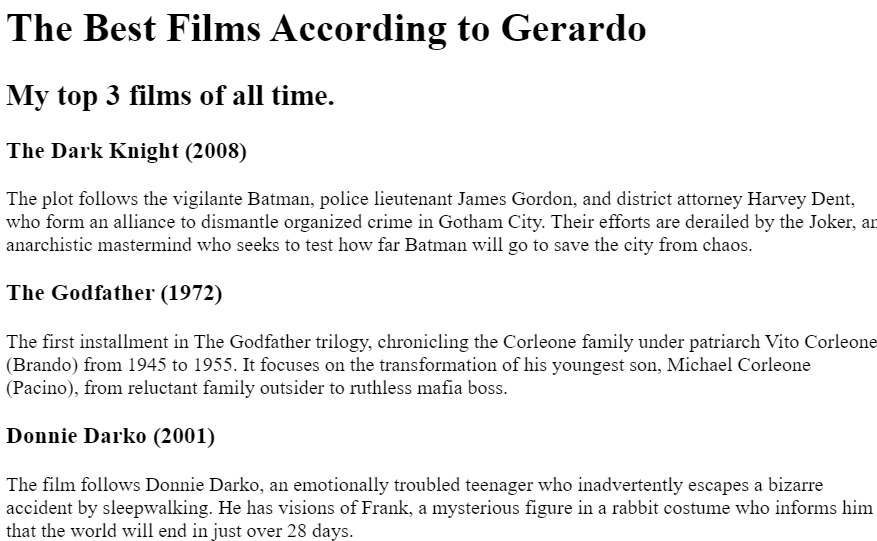 The Best Films According to Gerardo
My top 3 films of all time.
The Dark Knight (2008)
The plot follows the vigilante Batman, police lieutenant James Gordon, and district attorney Harvey Dent,
who form an alliance to dismantle organized crime in Gotham City. Their efforts are derailed by the Joker, an
anarchistic mastermind who seeks to test how far Batman will go to save the city from chaos.
The Godfather (1972)
The first installment in The Godfather trilogy, chronicling the Corleone family under patriarch Vito Corleone
(Brando) from 1945 to 1955. It focuses on the transformation of his youngest son, Michael Corleone
(Pacino), from reluctant family outsider to ruthless mafia boss.
Donnie Darko (2001)
The film follows Donnie Darko, an emotionally troubled teenager who inadvertently escapes a bizarre
accident by sleepwalking. He has visions of Frank, a mysterious figure in a rabbit costume who informs him
that the world will end in just over 28 days.